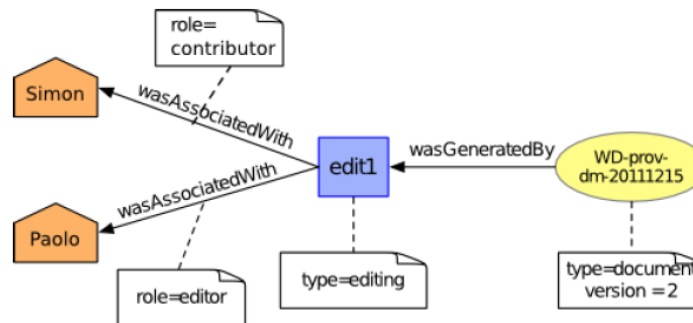 role=
contributor
Simon
wasAssociatedWith
edit1
wasGeneratedBy
WD-prov-
dm-20111215
wasAssociatedWith
Paolo
role=editor
type=editing
type=document
version =2